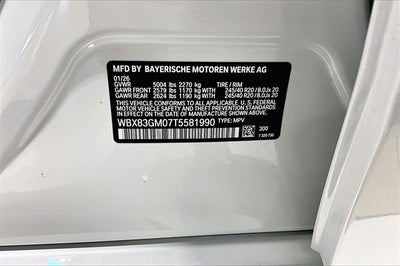 MFD BY BAYERISCHE MOTOREN WERKE AG
01/26
GVWR 5004 lbs 2270 kg TIRE / RIM
GAWR FRONT 2579 lbs 1170 kg 245/40 R20 / 8.0Jx 20
GAWR REAR 2624 lbs 1190 kg 245/40 R20 / 8.0Jx 20
THIS VEHICLE CONFORMS TO ALL APPLICABLE U.S. FEDERAL
MOTOR VEHICLE SAFETY, BUMPER, AND THEFT PREVENTION
STANDARDS IN EFFECT ON THE DATE OF MANUFACTURE SHOWN
ABOVE.
WBX83GM07T5581990 300
TYPE: MPV